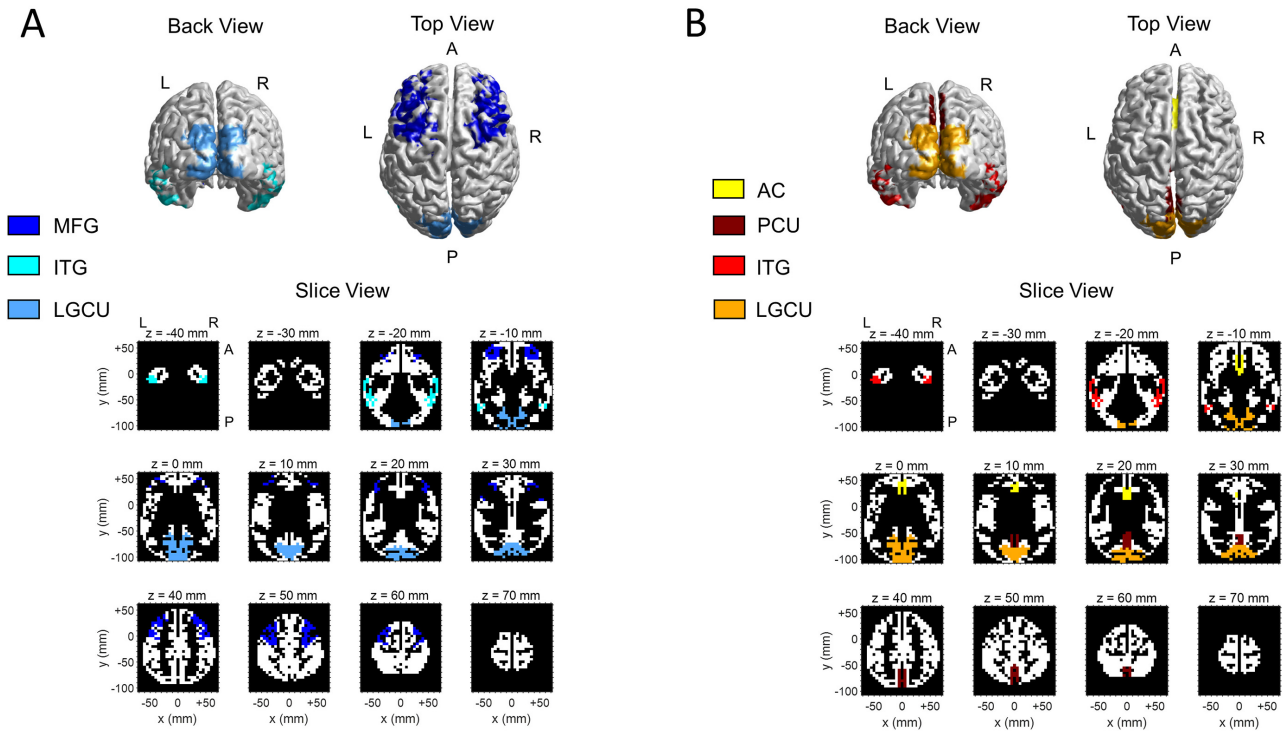 A
Back View
Top View
A
L
R
L
R
P
MFG
ITG
LGCU
Slice View
L
R
z = -40 mm
z = -30 mm
z = -20 mm
z = -10 mm
+50
0
-50
-100
y (mm)
A
P
z = 0 mm
z = 10 mm
z = 20 mm
z = 30 mm
+50
0
-50
-100
y (mm)
z = 40 mm
z = 50 mm
z = 60 mm
z = 70 mm
+50
0
-50
-100
y (mm)
-50 0 +50
-50 0 +50
-50 0 +50
-50 0 +50
x (mm)
x (mm)
x (mm)
x (mm)
B
Back View
Top View
A
L
R
L
R
P
AC
PCU
ITG
LGCU
Slice View
L
R
z = -40 mm
z = -30 mm
z = -20 mm
z = -10 mm
+50
0
-50
-100
y (mm)
A
P
z = 0 mm
z = 10 mm
z = 20 mm
z = 30 mm
+50
0
-50
-100
y (mm)
z = 40 mm
z = 50 mm
z = 60 mm
z = 70 mm
+50
0
-50
-100
y (mm)
-50 0 +50
-50 0 +50
-50 0 +50
-50 0 +50
x (mm)
x (mm)
x (mm)
x (mm)